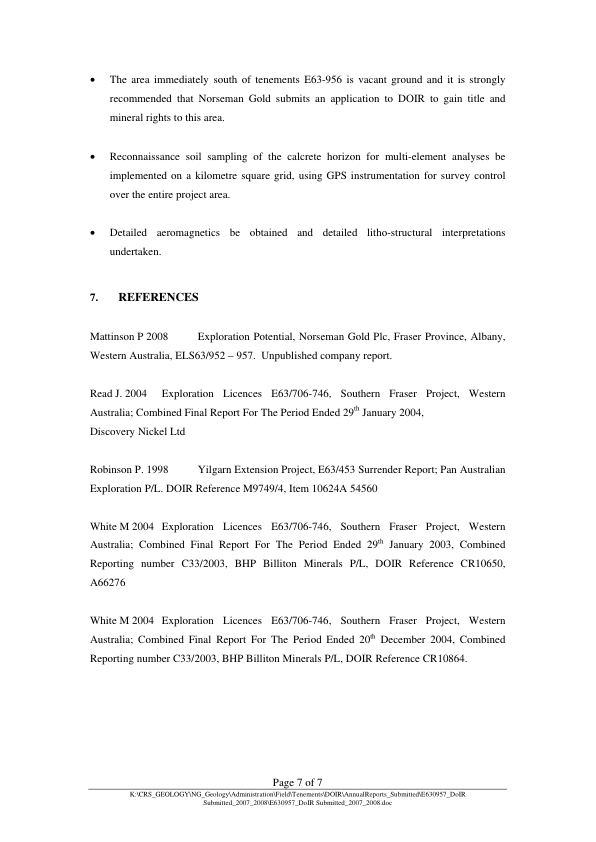 • The area immediately south of tenements E63-956 is vacant ground and it is strongly
recommended that Norseman Gold submits an application to DOIR to gain title and
mineral rights to this area.
• Reconnaissance soil sampling of the calcrete horizon for multi-element analyses be
implemented on a kilometre square grid, using GPS instrumentation for survey control
over the entire project area.
• Detailed aeromagnetics be obtained and detailed litho-structural interpretations
undertaken.
7. REFERENCES
Mattinson P 2008 Exploration Potential, Norseman Gold Plc, Fraser Province, Albany,
Western Australia, ELS63/952 – 957. Unpublished company report.
Read J. 2004 Exploration Licences E63/706-746, Southern Fraser Project, Western
Australia; Combined Final Report For The Period Ended 29th January 2004,
Discovery Nickel Ltd
Robinson P. 1998 Yilgarn Extension Project, E63/453 Surrender Report; Pan Australian
Exploration P/L. DOIR Reference M9749/4, Item 10624A 54560
White M 2004 Exploration Licences E63/706-746, Southern Fraser Project, Western
Australia; Combined Final Report For The Period Ended 29th January 2003, Combined
Reporting number C33/2003, BHP Billiton Minerals P/L, DOIR Reference CR10650,
A66276
White M 2004 Exploration Licences E63/706-746, Southern Fraser Project, Western
Australia; Combined Final Report For The Period Ended 20th December 2004, Combined
Reporting number C33/2003, BHP Billiton Minerals P/L, DOIR Reference CR10864.
Page 7 of 7
K:\CRS_GEOLOGY\NG_Geology\Administration\Field\Tenements\DOIR\AnnualReports_Submitted\E630957_DoIR
Submitted_2007_2008\E630957_DoIR Submitted_2007_2008.doc